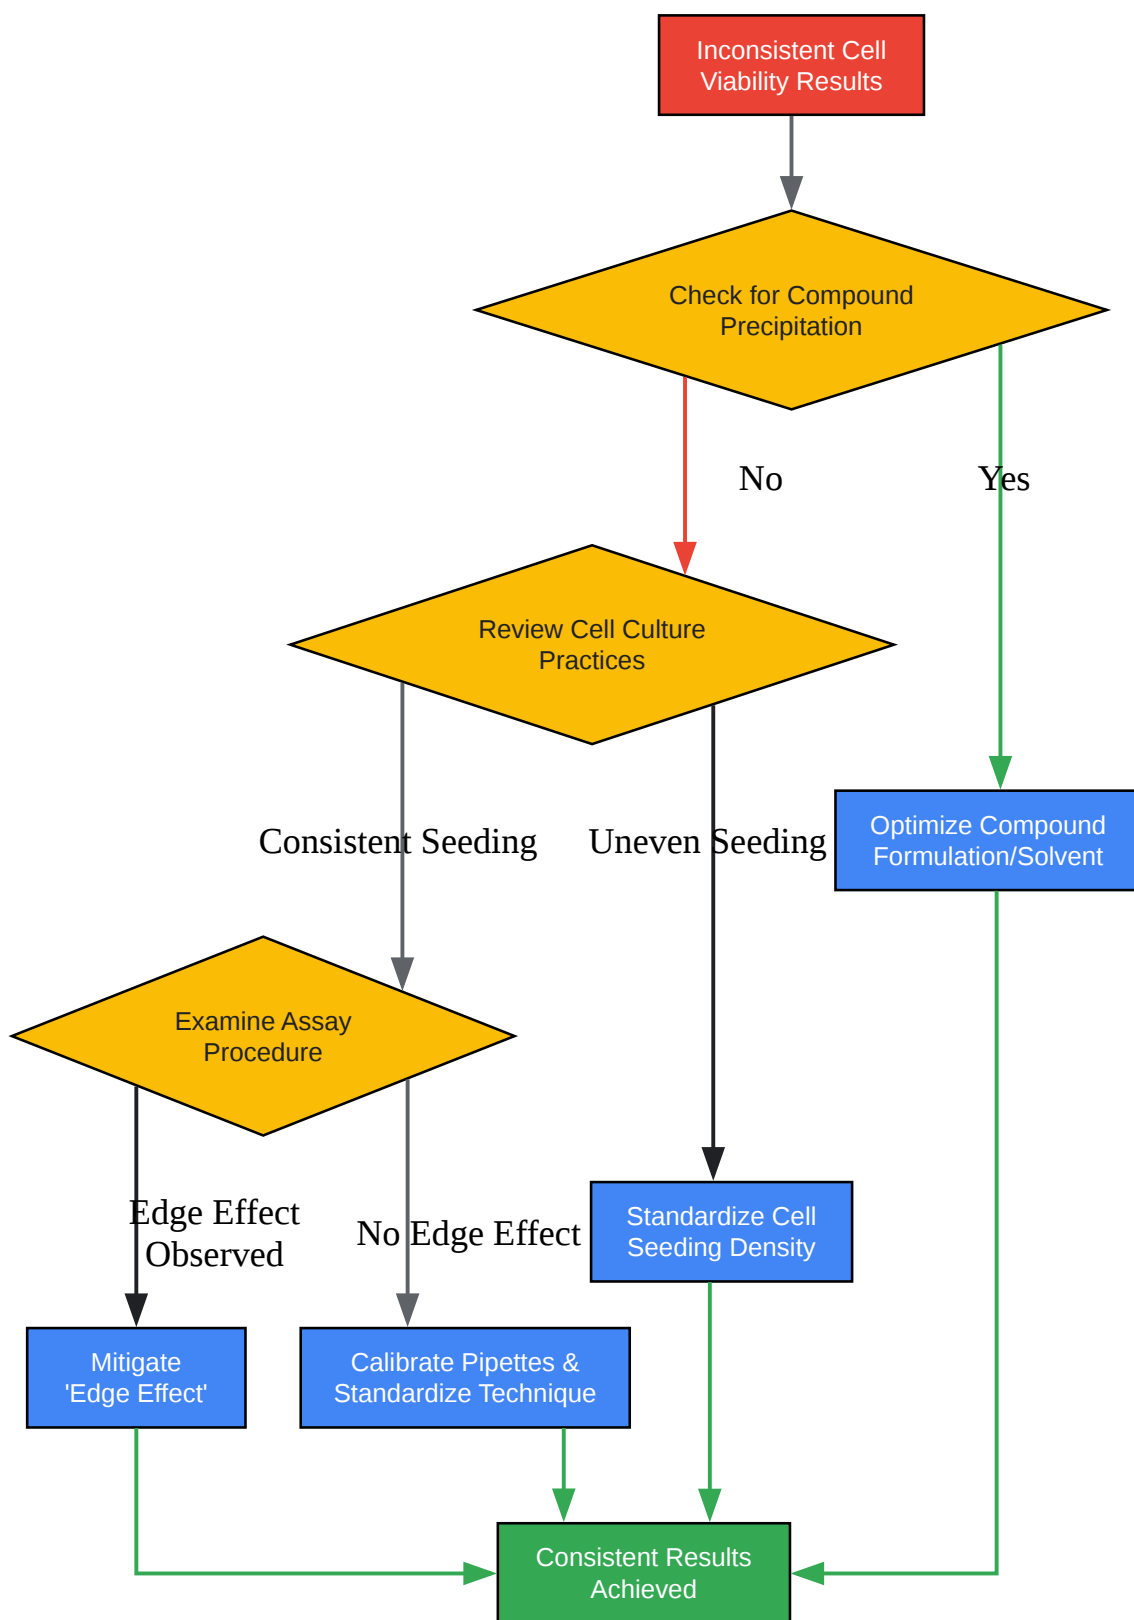 Inconsistent Cell
Viability Results
Check for Compound
Precipitation
No
Yes
Review Cell Culture
Practices
Consistent Seeding
Uneven Seeding
Optimize Compound
Formulation/Solvent
Examine Assay
Procedure
Edge Effect
Observed
No Edge Effect
Standardize Cell
Seeding Density
Mitigate
'Edge Effect'
Calibrate Pipettes &
Standardize Technique
Consistent Results
Achieved